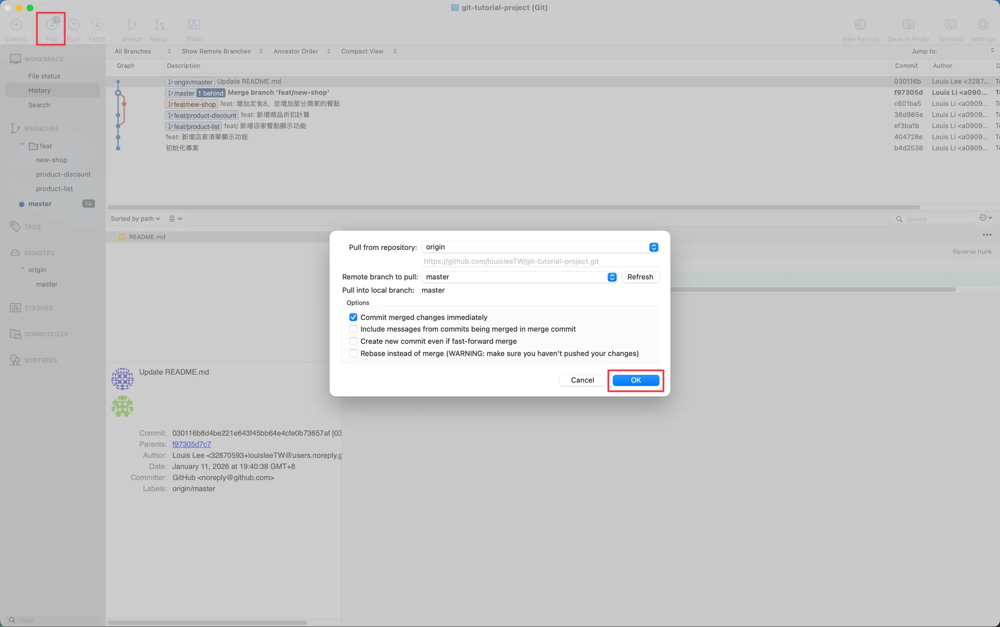 git-tutorial-project (Git)
Commit
1
Pull
Push
Fetch
Branch
Merge
Stash
View Remote
Show in Finder
Terminal
Settings
WORKSPACE
File status
History
Search
BRANCHES
feat
new-shop
product-discount
product-list
master
1↓
TAGS
REMOTES
origin
master
STASHES
SUBMODULES
SUBTREES
Filter
All Branches Show Remote Branches Ancestor Order Compact View Jump to:
Graph Description Commit Author D
origin/master Update README.md 030116b Louis Lee <3287... To
master 1 behind Merge branch 'feat/new-shop' f97305d Louis Li <a090... To
feat/new-shop feat: 增加定食8，並增加部分商家的餐點 c601ba5 Louis Li <a0909... To
feat/product-discount feat: 新增商品折扣計算 38d985e Louis Li <a0909... To
feat/product-list feat/ 新增店家餐點顯示功能 ef3ba1b Louis Li <a0909... To
feat: 新增店家清單顯示功能 404728e Louis Li <a0909... To
初始化專案 b4d2538 Louis Li <a0909... To
Sorted by path
Search
README.md
Reverse hunk
Pull from repository: origin
https://github.com/louisleeTW/git-tutorial-project.git
Remote branch to pull: master Refresh
Pull into local branch: master
Options
Commit merged changes immediately
Include messages from commits being merged in merge commit
Create new commit even if fast-forward merge
Rebase instead of merge (WARNING: make sure you haven't pushed your changes)
Cancel OK
Update README.md
Commit: 030116b8d4be221e643f45bb64e4cfe0b73657af [03
Parents: f97305d7c7
Author: Louis Lee <32870593+louisleeTW@users.noreply.g
Date: January 11, 2026 at 19:40:38 GMT+8
Committer: GitHub <noreply@github.com>
Labels: origin/master